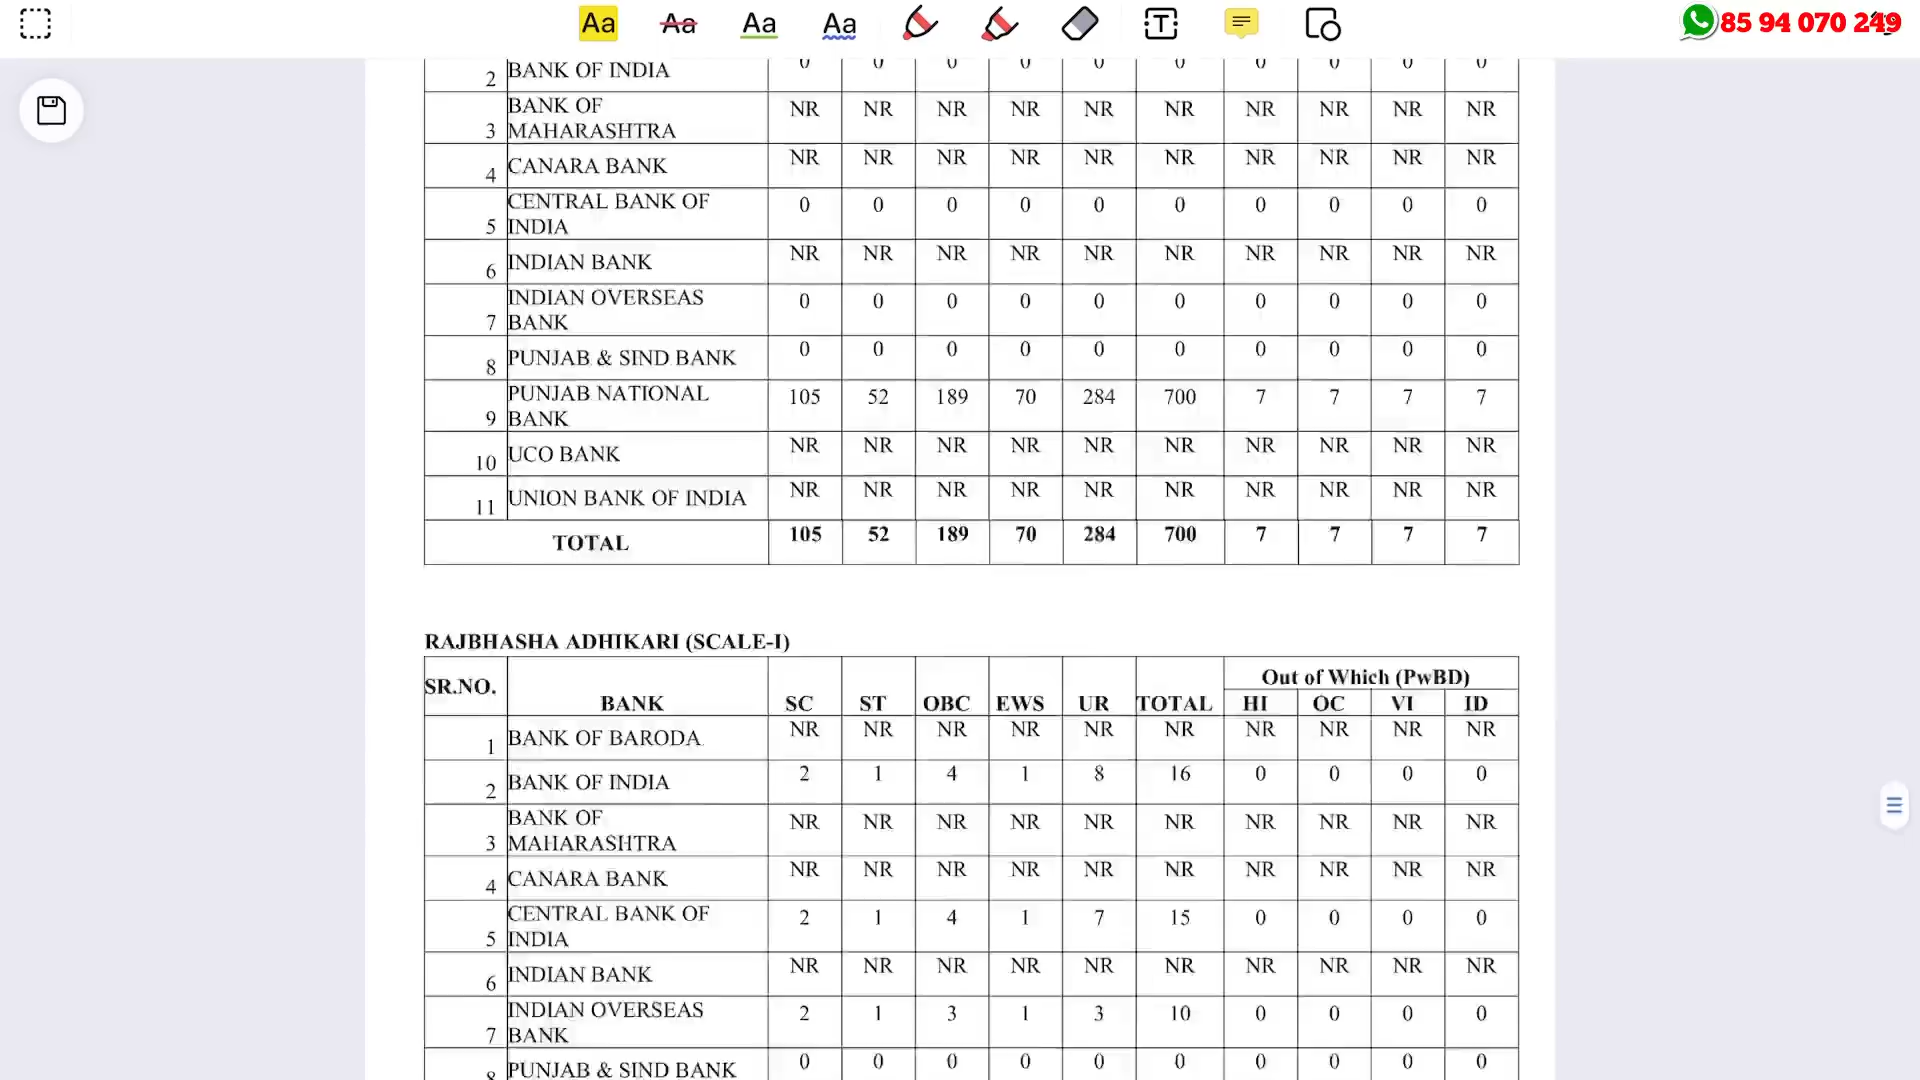 Aa Aa Aa Aa T 85 94 070 249
2 BANK OF INDIA 0 0 0 0 0 0 0 0 0 0
3 BANK OF MAHARASHTRA NR NR NR NR NR NR NR NR NR NR
4 CANARA BANK NR NR NR NR NR NR NR NR NR NR
5 CENTRAL BANK OF INDIA 0 0 0 0 0 0 0 0 0 0
6 INDIAN BANK NR NR NR NR NR NR NR NR NR NR
7 INDIAN OVERSEAS BANK 0 0 0 0 0 0 0 0 0 0
8 PUNJAB & SIND BANK 0 0 0 0 0 0 0 0 0 0
9 PUNJAB NATIONAL BANK 105 52 189 70 284 700 7 7 7 7
10 UCO BANK NR NR NR NR NR NR NR NR NR NR
11 UNION BANK OF INDIA NR NR NR NR NR NR NR NR NR NR
TOTAL 105 52 189 70 284 700 7 7 7 7
RAJBHASHA ADHIKARI (SCALE-I)
Out of Which (PwBD)
SR.NO. BANK SC ST OBC EWS UR TOTAL HI OC VI ID
1 BANK OF BARODA NR NR NR NR NR NR NR NR NR NR
2 BANK OF INDIA 2 1 4 1 8 16 0 0 0 0
3 BANK OF MAHARASHTRA NR NR NR NR NR NR NR NR NR NR
4 CANARA BANK NR NR NR NR NR NR NR NR NR NR
5 CENTRAL BANK OF INDIA 2 1 4 1 7 15 0 0 0 0
6 INDIAN BANK NR NR NR NR NR NR NR NR NR NR
7 INDIAN OVERSEAS BANK 2 1 3 1 3 10 0 0 0 0
8 PUNJAB & SIND BANK 0 0 0 0 0 0 0 0 0 0